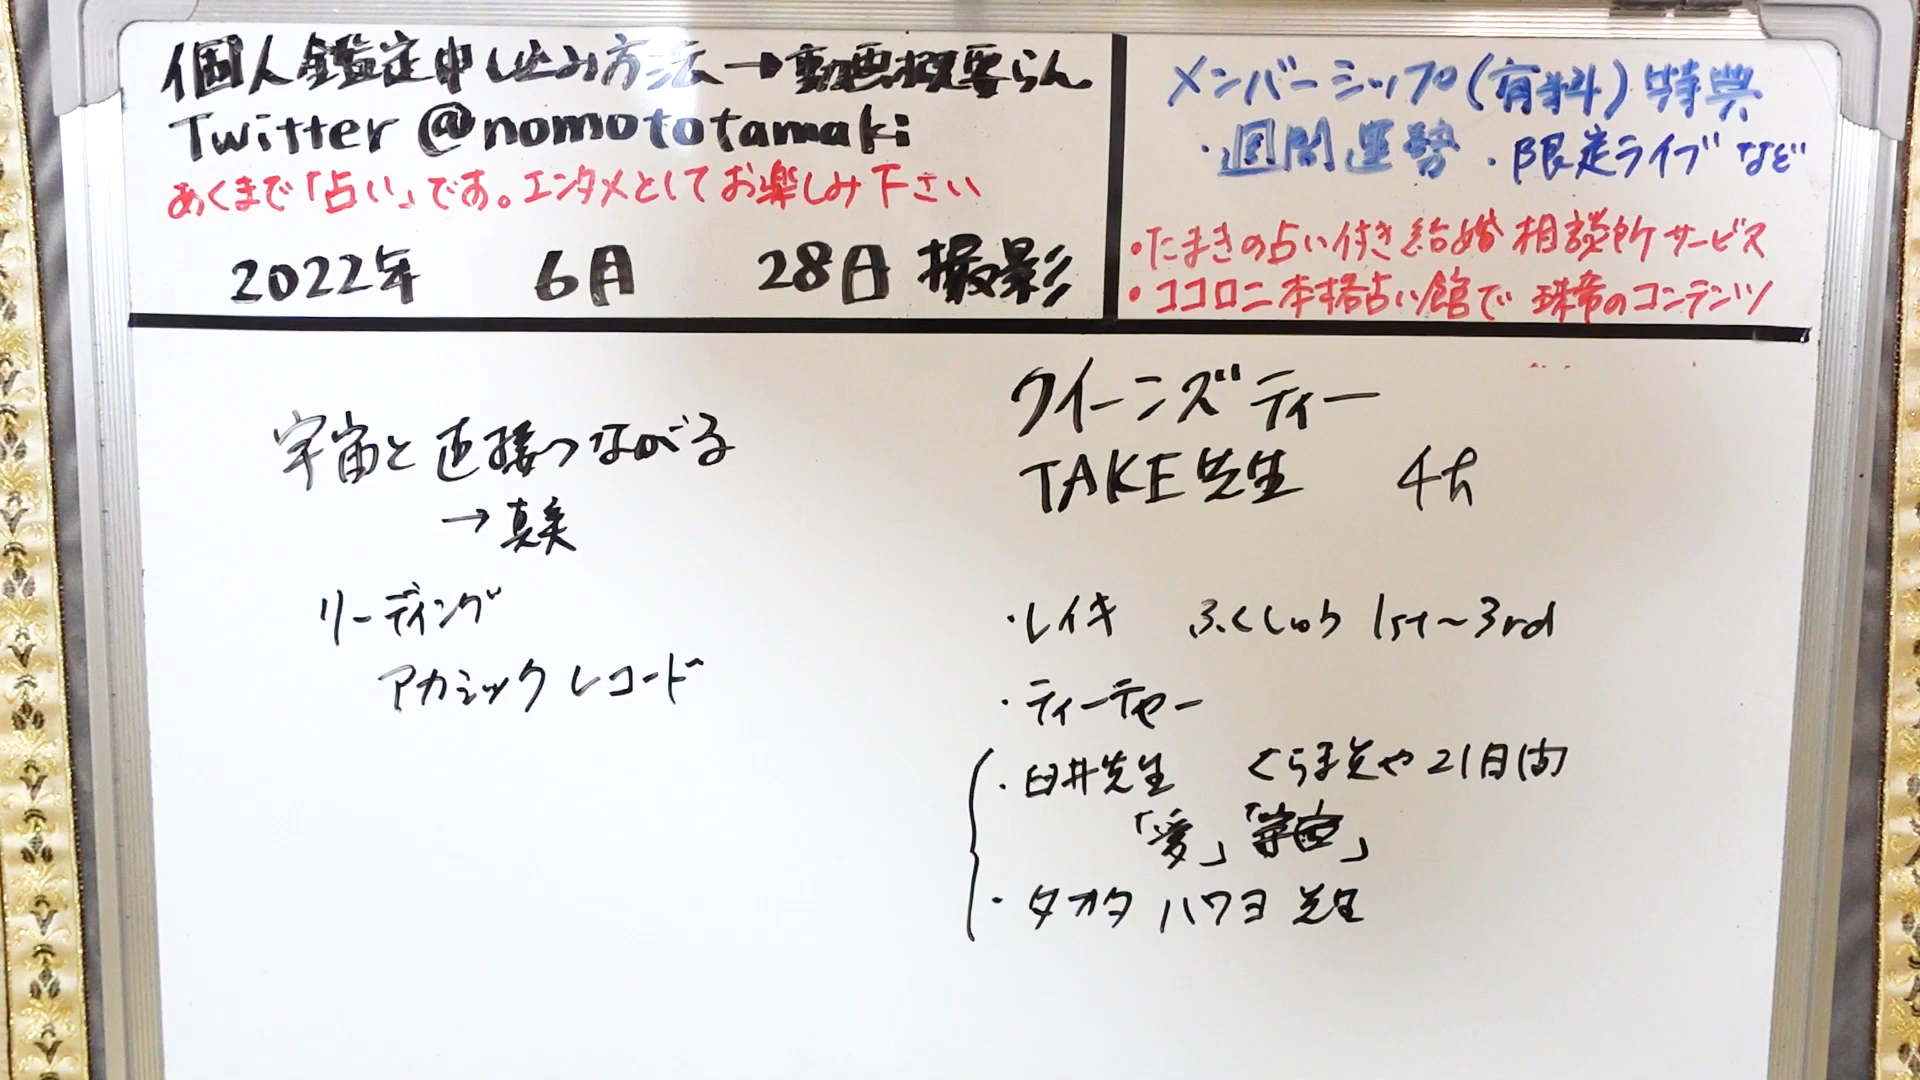 個人鑑定申し込み方法→動画概要らん
Twitter @nomototamaki
あくまで「占い」です。エンタメとしてお楽しみ下さい
2022年 6月 28日 撮影
メンバーシップ(有料)特典
・週間運勢 ・限定ライブなど
・たまきの占い付き結婚相談所サービス
・ココロニ本格占い館で 珠希のコンテンツ
宇宙と直接つながる
→真実
リーディング
アカシックレコード
クイーンズティー
TAKE先生
・レイキ ふくしゅう 1st〜3rd
・ティーチャー
・臼井先生 くらま 21日間
「愛」「宇宙」
・タカタ ハワヨ 先生